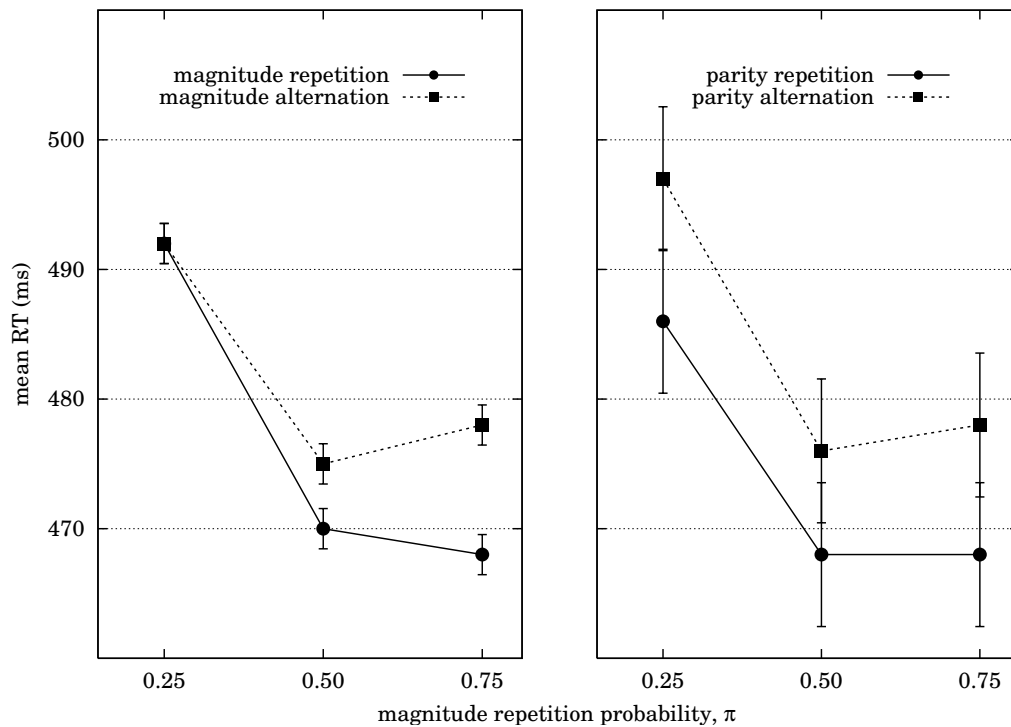 magnitude repetition
magnitude alternation
parity repetition
parity alternation
500
490
480
470
mean RT (ms)
0.25 0.50 0.75 0.25 0.50 0.75
magnitude repetition probability, π